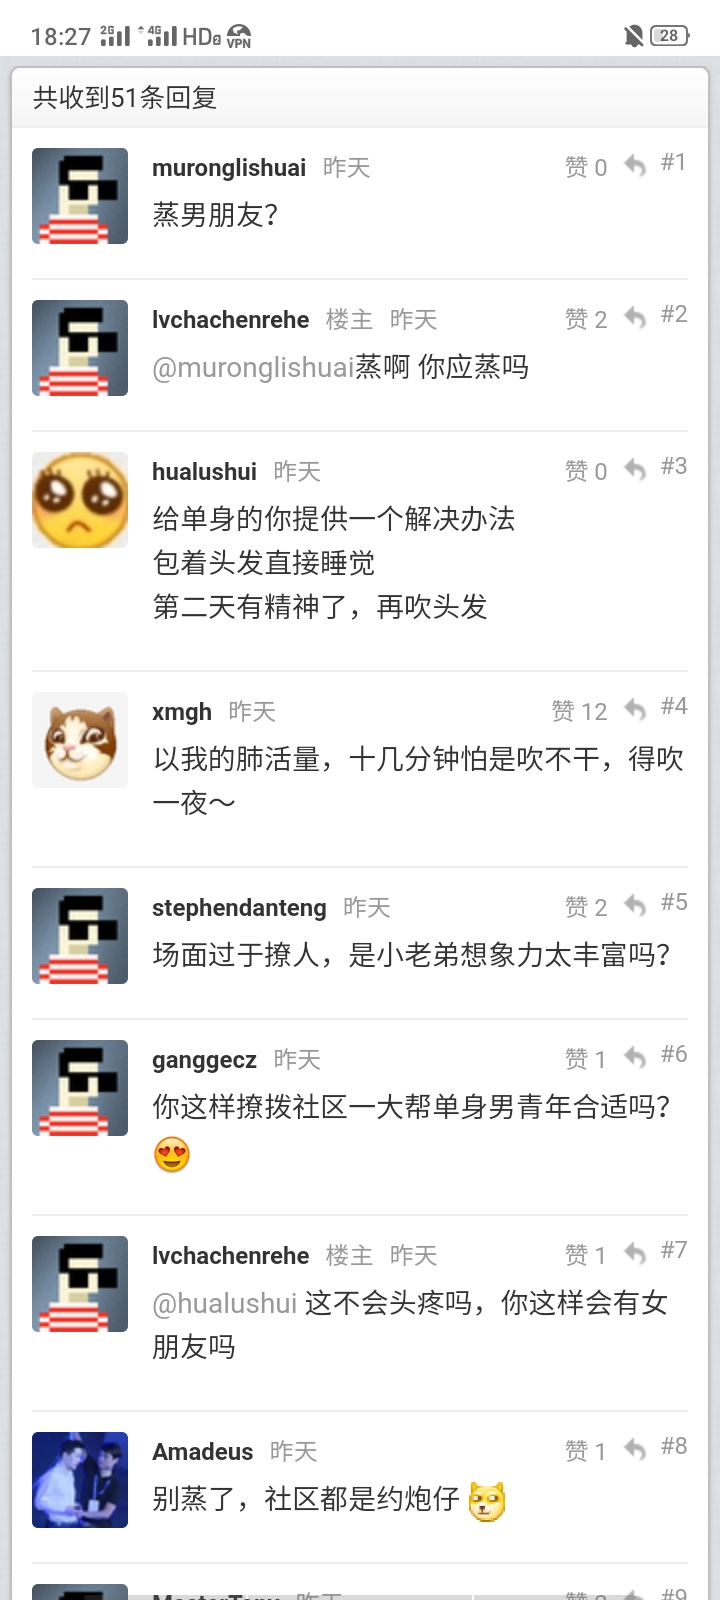 18:27 2G 4G HD2 VPN 28
共收到51条回复
muronglishuai 昨天 赞 0 #1
蒸男朋友？
lvchachenrehe 楼主 昨天 赞 2 #2
@muronglishuai蒸啊 你应蒸吗
hualushui 昨天 赞 0 #3
给单身的你提供一个解决办法
包着头发直接睡觉
第二天有精神了，再吹头发
xmgh 昨天 赞 12 #4
以我的肺活量，十几分钟怕是吹不干，得吹
一夜～
stephendanteng 昨天 赞 2 #5
场面过于撩人，是小老弟想象力太丰富吗？
ganggecz 昨天 赞 1 #6
你这样撩拨社区一大帮单身男青年合适吗？
lvchachenrehe 楼主 昨天 赞 1 #7
@hualushui 这不会头疼吗，你这样会有女
朋友吗
Amadeus 昨天 赞 1 #8
别蒸了，社区都是约炮仔
昨天 #9